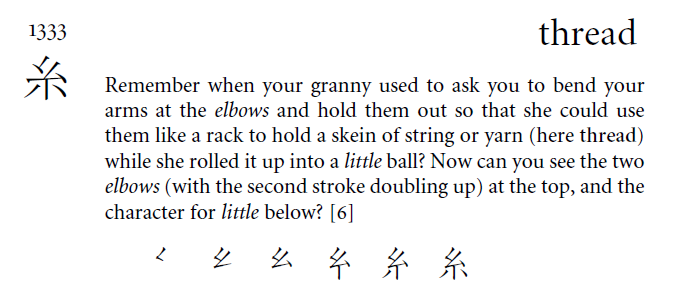 1333
thread
糸
Remember when your granny used to ask you to bend your
arms at the elbows and hold them out so that she could use
them like a rack to hold a skein of string or yarn (here thread)
while she rolled it up into a little ball? Now can you see the two
elbows (with the second stroke doubling up) at the top, and the
character for little below? [6]
𡿨 幺 糸